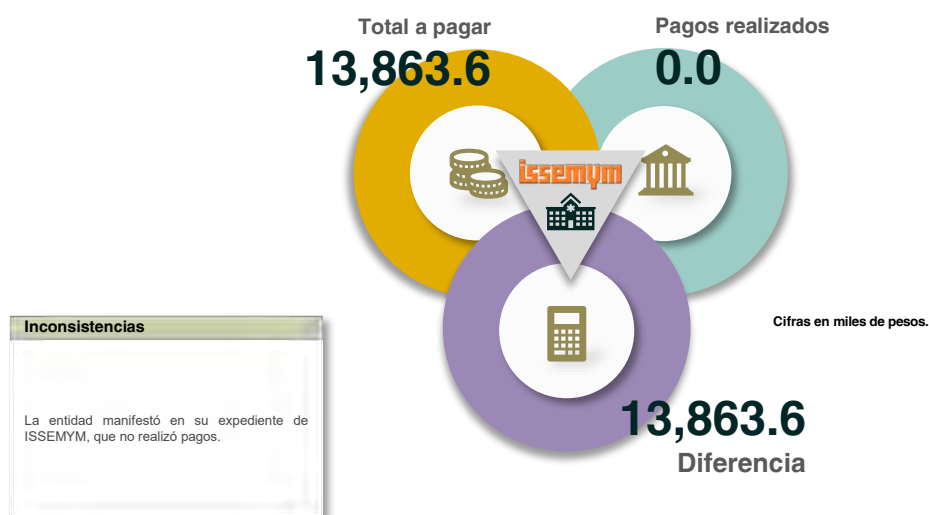 Total a pagar
13,863.6
Pagos realizados
0.0
issemym
Inconsistencias
La entidad manifestó en su expediente de
ISSEMYM, que no realizó pagos.
Cifras en miles de pesos.
13,863.6
Diferencia